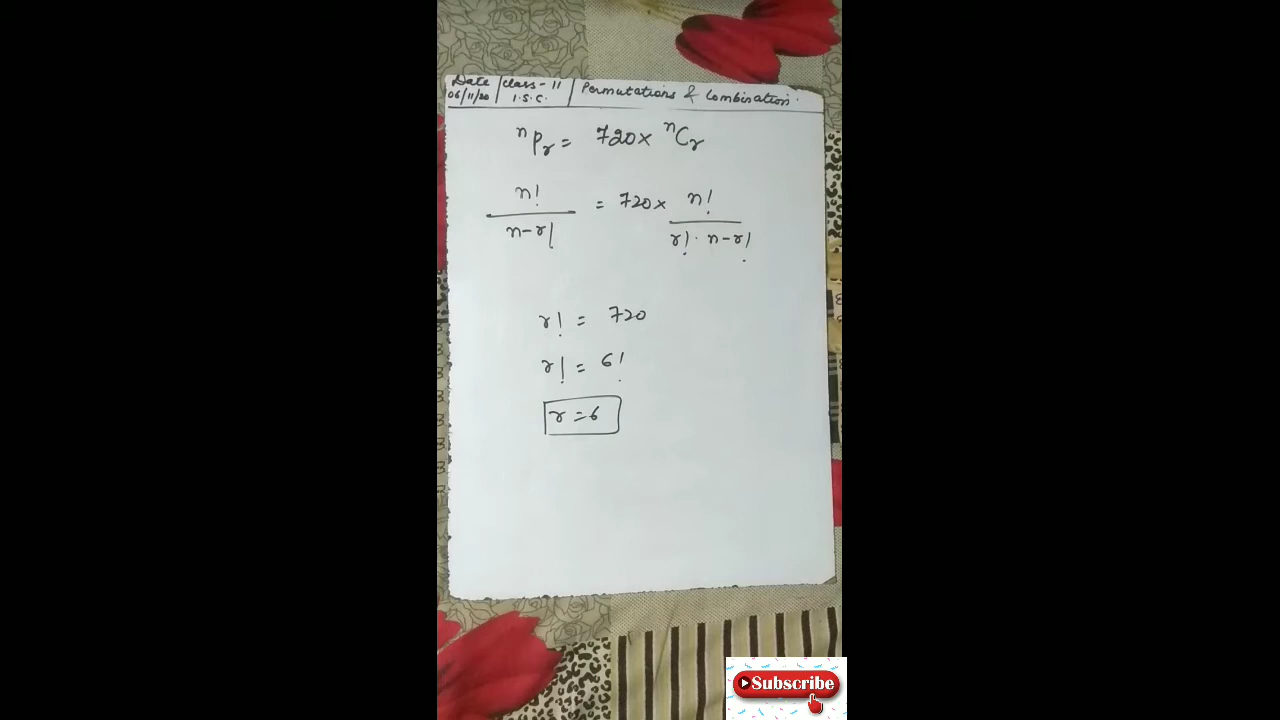 Date 06/11/20 | Class - 11 I.S.C. | Permutations & Combination.
ⁿPᵣ = 720 × ⁿCᵣ
n! / n-r! = 720 × n! / r! . n-r!
r! = 720
r! = 6!
r = 6
Subscribe